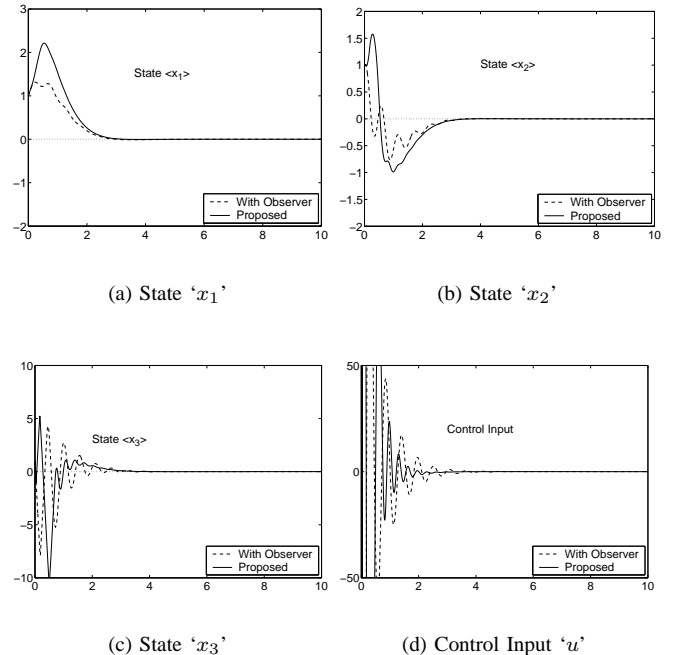 3
2
1
0
−1
−2
0 2 4 6 8 10
State <x1>
With Observer
Proposed
(a) State ‘x1’
2
1.5
1
0.5
0
−0.5
−1
−1.5
−2
0 2 4 6 8 10
State <x2>
With Observer
Proposed
(b) State ‘x2’
10
5
0
−5
−10
0 2 4 6 8 10
State <x3>
With Observer
Proposed
(c) State ‘x3’
50
0
−50
0 2 4 6 8 10
Control Input
With Observer
Proposed
(d) Control Input ‘u’